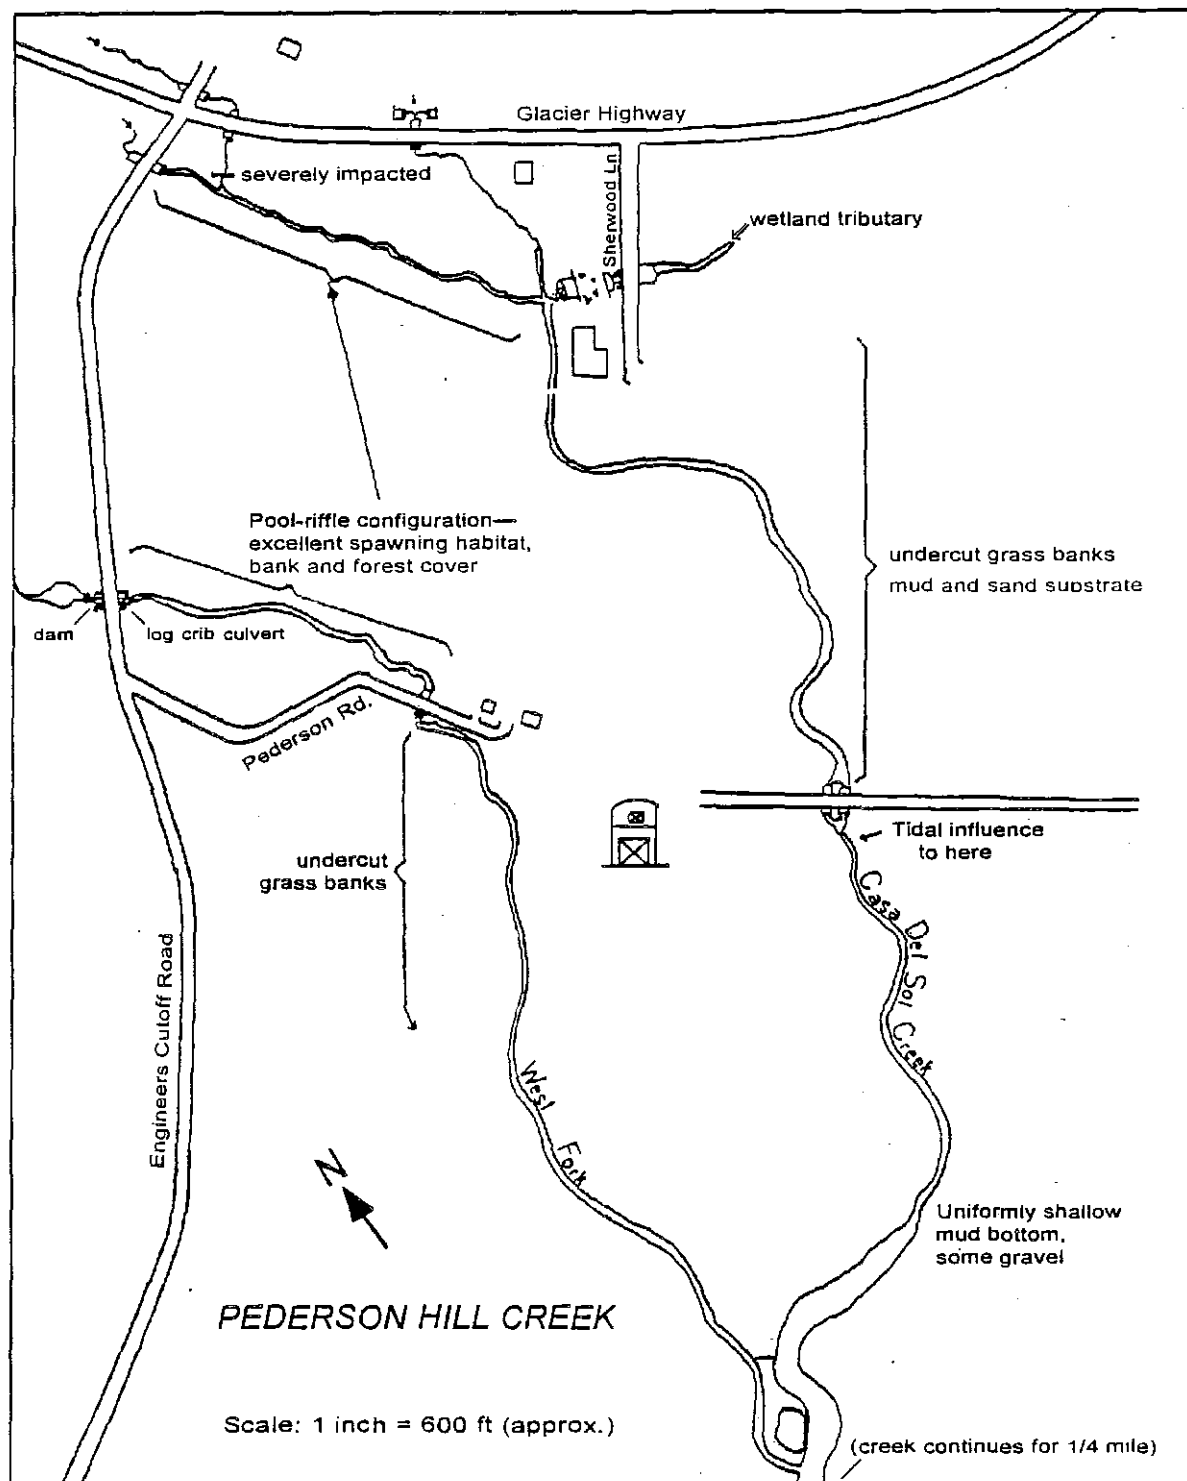 Glacier Highway
severely impacted
Sherwood Ln
wetland tributary
Pool-riffle configuration—
excellent spawning habitat,
bank and forest cover
undercut grass banks
mud and sand substrate
dam
log crib culvert
Pederson Rd.
undercut
grass banks
Tidal influence
to here
Casa Del Sol Creek
Engineers Cutoff Road
West Fork
N
Uniformly shallow
mud bottom,
some gravel
PEDERSON HILL CREEK
Scale: 1 inch = 600 ft (approx.)
(creek continues for 1/4 mile)